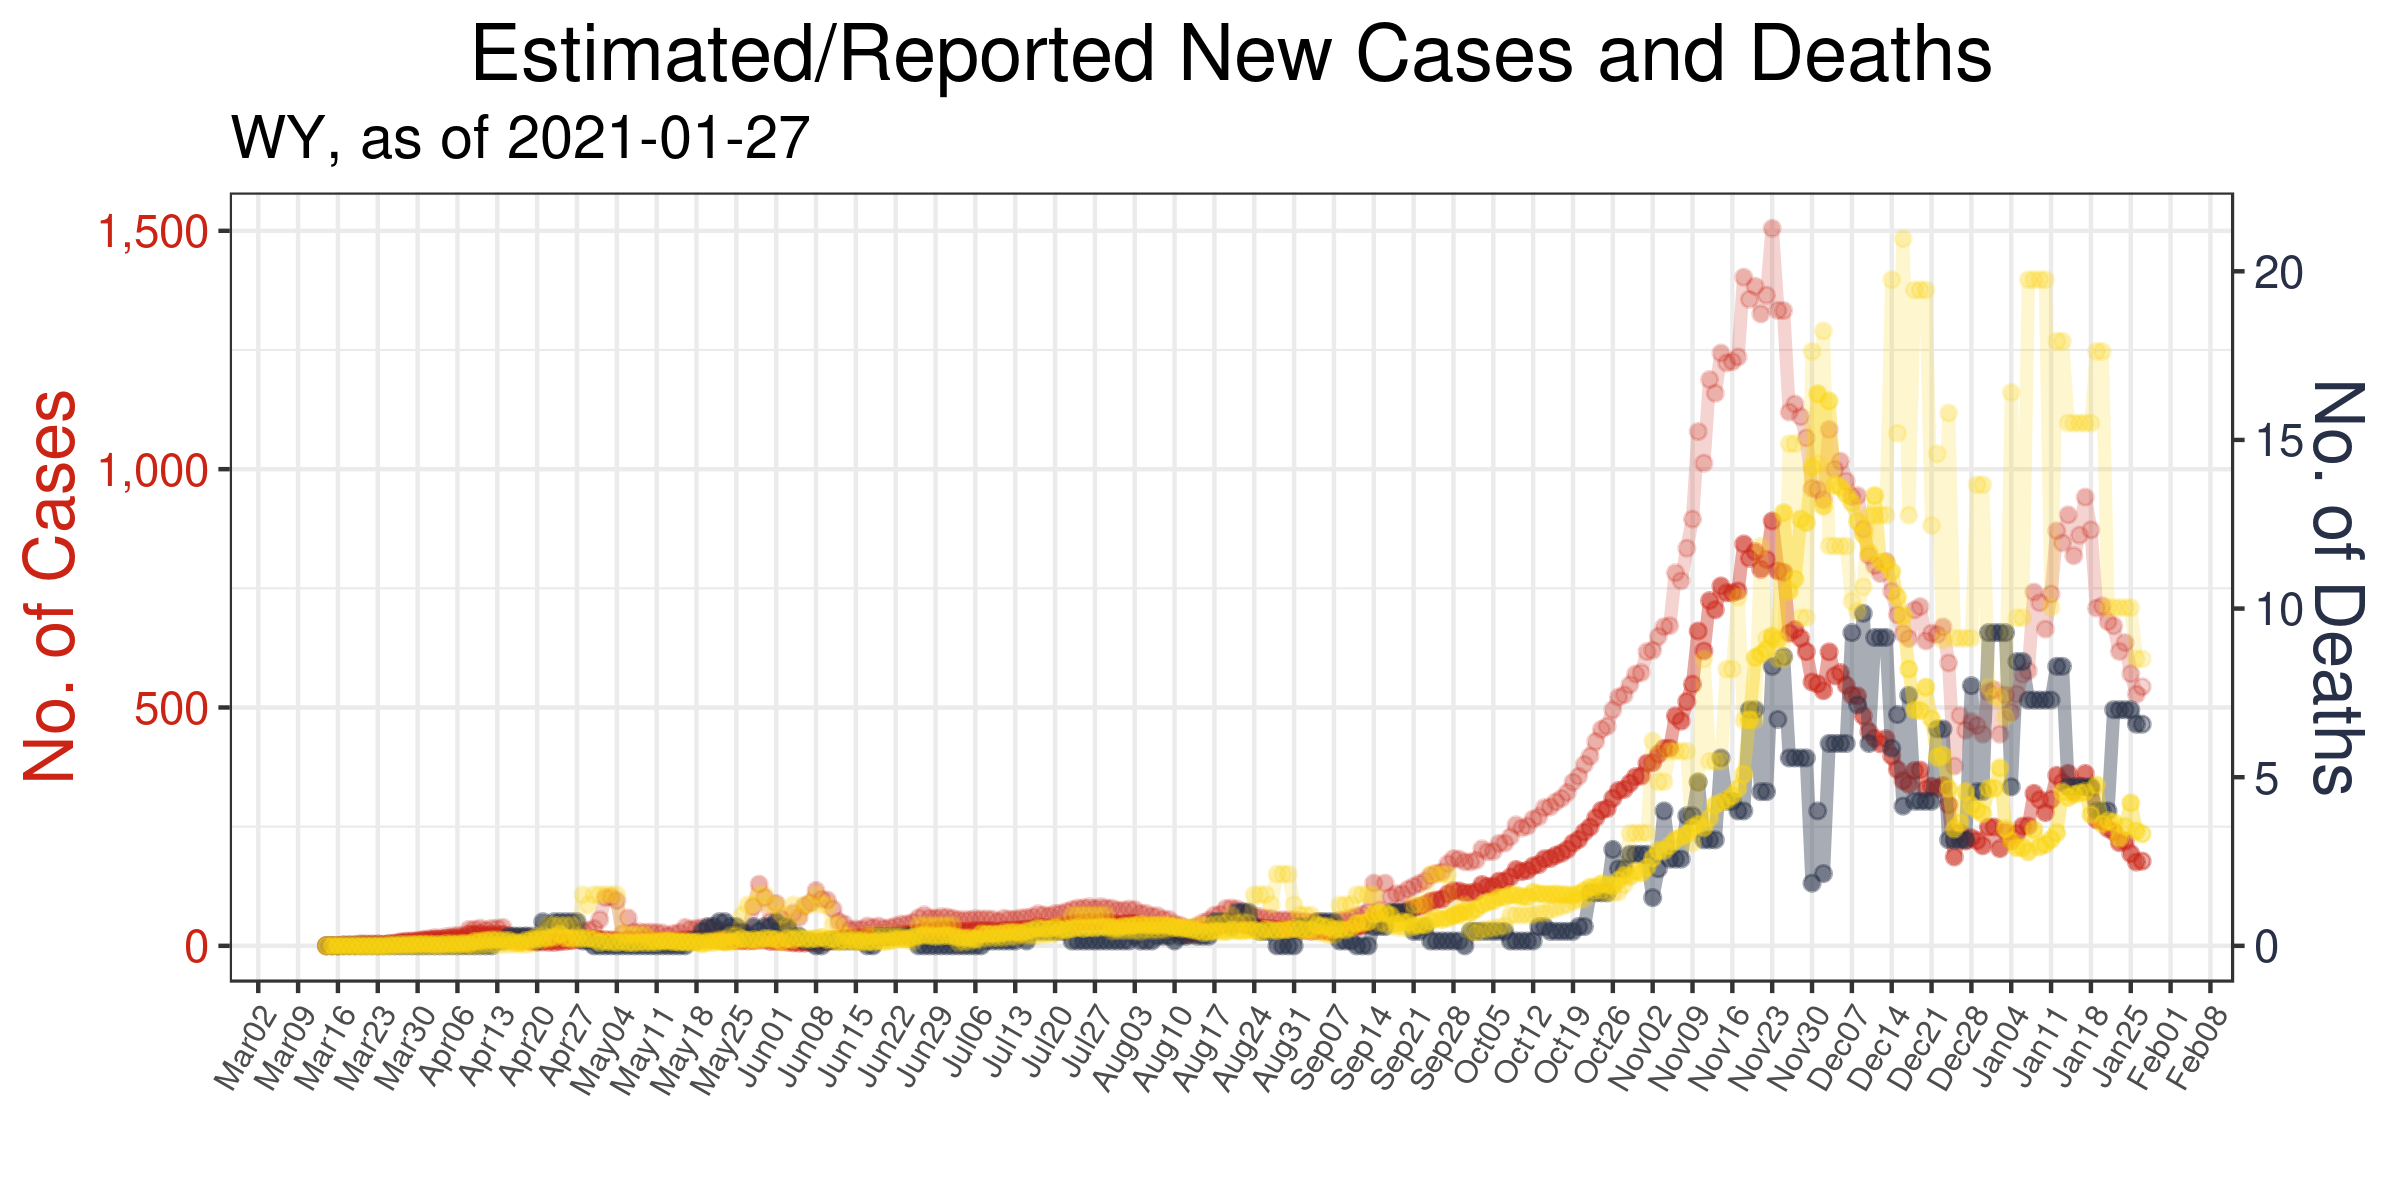 Estimated/Reported New Cases and Deaths
WY, as of 2021-01-27
No. of Cases
1,500
1,000
500
0
20
15
10
5
0
No. of Deaths
Mar02
Mar09
Mar16
Mar23
Mar30
Apr06
Apr13
Apr20
Apr27
May04
May11
May18
May25
Jun01
Jun08
Jun15
Jun22
Jun29
Jul06
Jul13
Jul20
Jul27
Aug03
Aug10
Aug17
Aug24
Aug31
Sep07
Sep14
Sep21
Sep28
Oct05
Oct12
Oct19
Oct26
Nov02
Nov09
Nov16
Nov23
Nov30
Dec07
Dec14
Dec21
Dec28
Jan04
Jan11
Jan18
Jan25
Feb01
Feb08